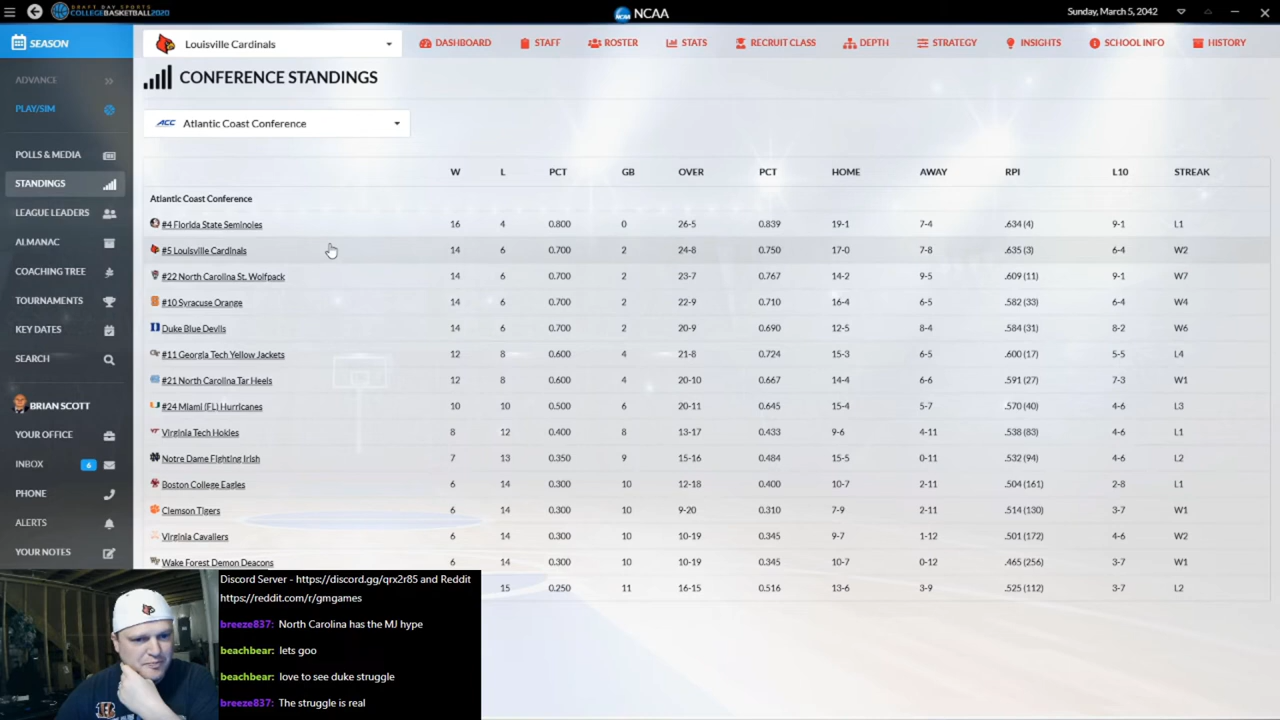 DRAFT DAY SPORTS
COLLEGE BASKETBALL 2020
NCAA
Sunday, March 5, 2042
SEASON
Louisville Cardinals
DASHBOARD STAFF ROSTER STATS RECRUIT CLASS DEPTH STRATEGY INSIGHTS SCHOOL INFO HISTORY
ADVANCE
PLAY/SIM
POLLS & MEDIA
STANDINGS
LEAGUE LEADERS
ALMANAC
COACHING TREE
TOURNAMENTS
KEY DATES
SEARCH
BRIAN SCOTT
YOUR OFFICE
INBOX 6
PHONE
ALERTS
YOUR NOTES
CONFERENCE STANDINGS
ACC Atlantic Coast Conference
W L PCT GB OVER PCT HOME AWAY RPI L10 STREAK
Atlantic Coast Conference
#4 Florida State Seminoles 16 4 0.800 0 26-5 0.839 19-1 7-4 .634 (4) 9-1 L1
#5 Louisville Cardinals 14 6 0.700 2 24-8 0.750 17-0 7-8 .635 (3) 6-4 W2
#22 North Carolina St. Wolfpack 14 6 0.700 2 23-7 0.767 14-2 9-5 .609 (11) 9-1 W7
#10 Syracuse Orange 14 6 0.700 2 22-9 0.710 16-4 6-5 .582 (33) 6-4 W4
Duke Blue Devils 14 6 0.700 2 20-9 0.690 12-5 8-4 .584 (31) 8-2 W6
#11 Georgia Tech Yellow Jackets 12 8 0.600 4 21-8 0.724 15-3 6-5 .600 (17) 5-5 L4
#21 North Carolina Tar Heels 12 8 0.600 4 20-10 0.667 14-4 6-6 .591 (27) 7-3 W1
#24 Miami (FL) Hurricanes 10 10 0.500 6 20-11 0.645 15-4 5-7 .570 (40) 4-6 L3
Virginia Tech Hokies 8 12 0.400 8 13-17 0.433 9-6 4-11 .538 (83) 4-6 L1
Notre Dame Fighting Irish 7 13 0.350 9 15-16 0.484 15-5 0-11 .532 (94) 4-6 L2
Boston College Eagles 6 14 0.300 10 12-18 0.400 10-7 2-11 .504 (161) 2-8 L1
Clemson Tigers 6 14 0.300 10 9-20 0.310 7-9 2-11 .514 (130) 3-7 W1
Virginia Cavaliers 6 14 0.300 10 10-19 0.345 9-7 1-12 .501 (172) 4-6 W2
Wake Forest Demon Deacons 6 14 0.300 10 10-19 0.345 10-7 0-12 .465 (256) 3-7 W1
15 0.250 11 16-15 0.516 13-6 3-9 .525 (112) 3-7 L2
Discord Server - https://discord.gg/qrx2r85 and Reddit
https://reddit.com/r/gmgames
breeze837: North Carolina has the MJ hype
beachbear: lets goo
beachbear: love to see duke struggle
breeze837: The struggle is real